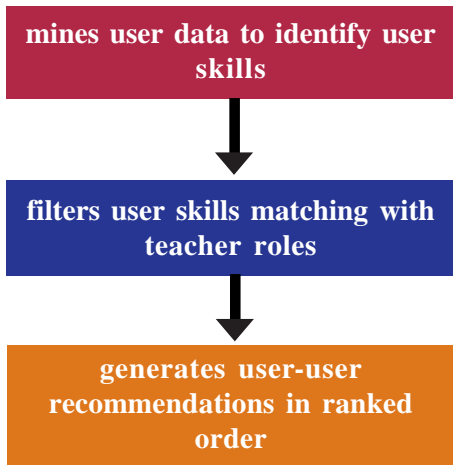 mines user data to identify user
skills
filters user skills matching with
teacher roles
generates user-user
recommendations in ranked
order